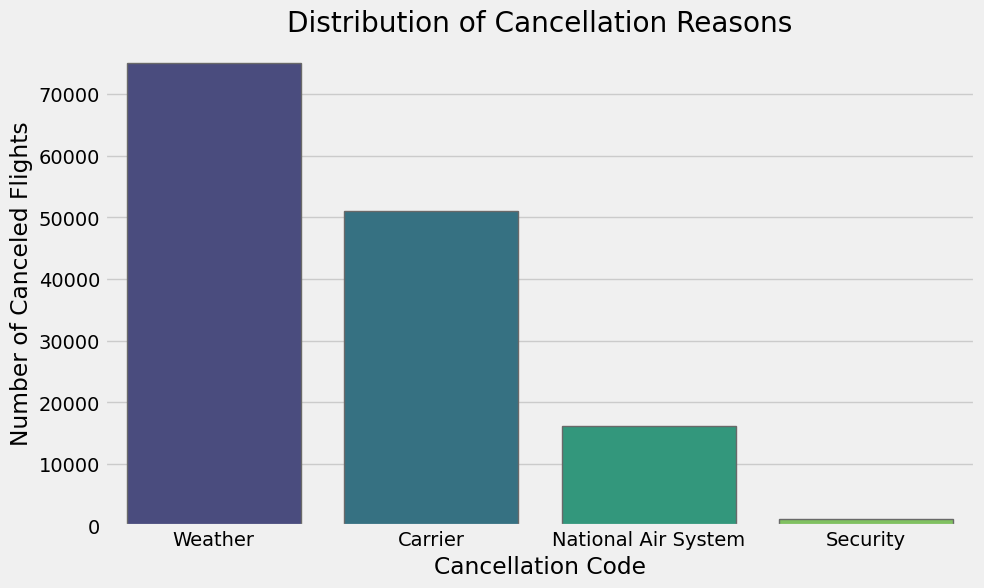 Distribution of Cancellation Reasons
Number of Canceled Flights
70000
60000
50000
40000
30000
20000
10000
0
Weather Carrier National Air System Security
Cancellation Code